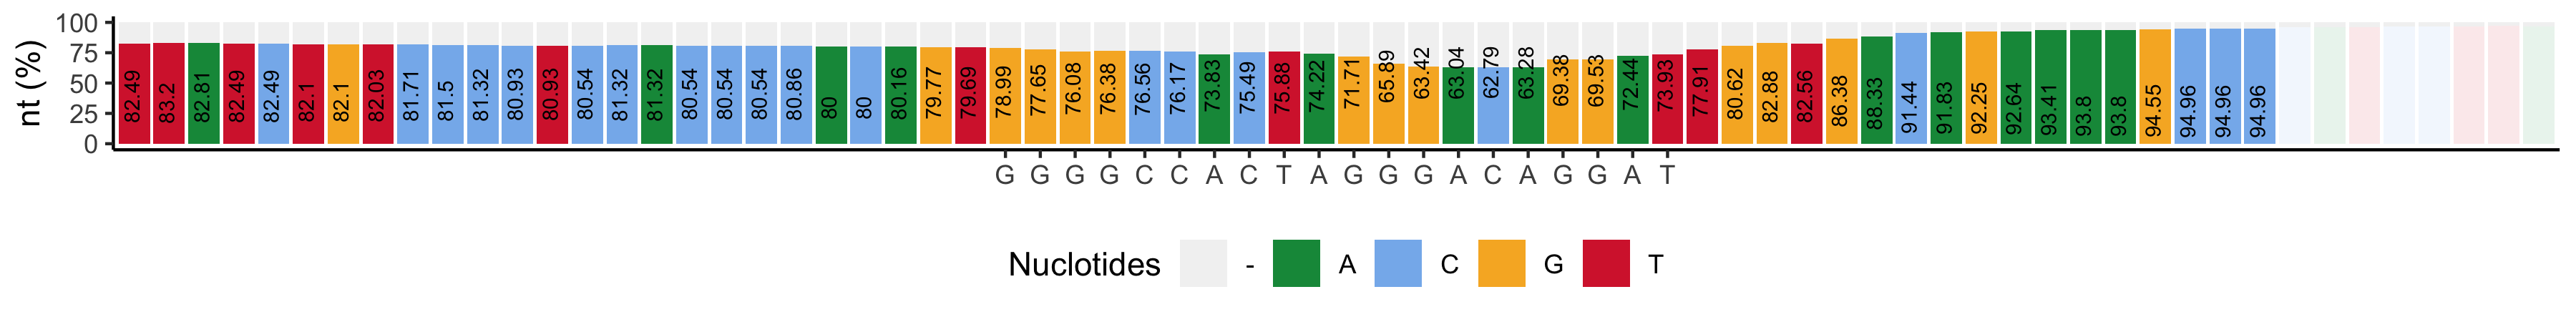 nt (%)
100
75
50
25
0
82.49 83.2 82.81 82.49 82.49 82.1 82.1 82.03 81.71 81.5 81.32 80.93 80.93 80.54 81.32 81.32 80.54 80.54 80.54 80.86 80 80 80.16 79.77 79.69 78.99 77.65 76.08 76.38 76.56 76.17 73.83 75.49 75.88 74.22 71.71 65.89 63.42 63.04 62.79 63.28 69.38 69.53 72.44 73.93 77.91 80.62 82.88 82.56 86.38 88.33 91.44 91.83 92.25 92.64 93.41 93.8 93.8 94.55 94.96 94.96 94.96
G G G G C C A C T A G G G A C A G G A T
Nuclotides - A C G T